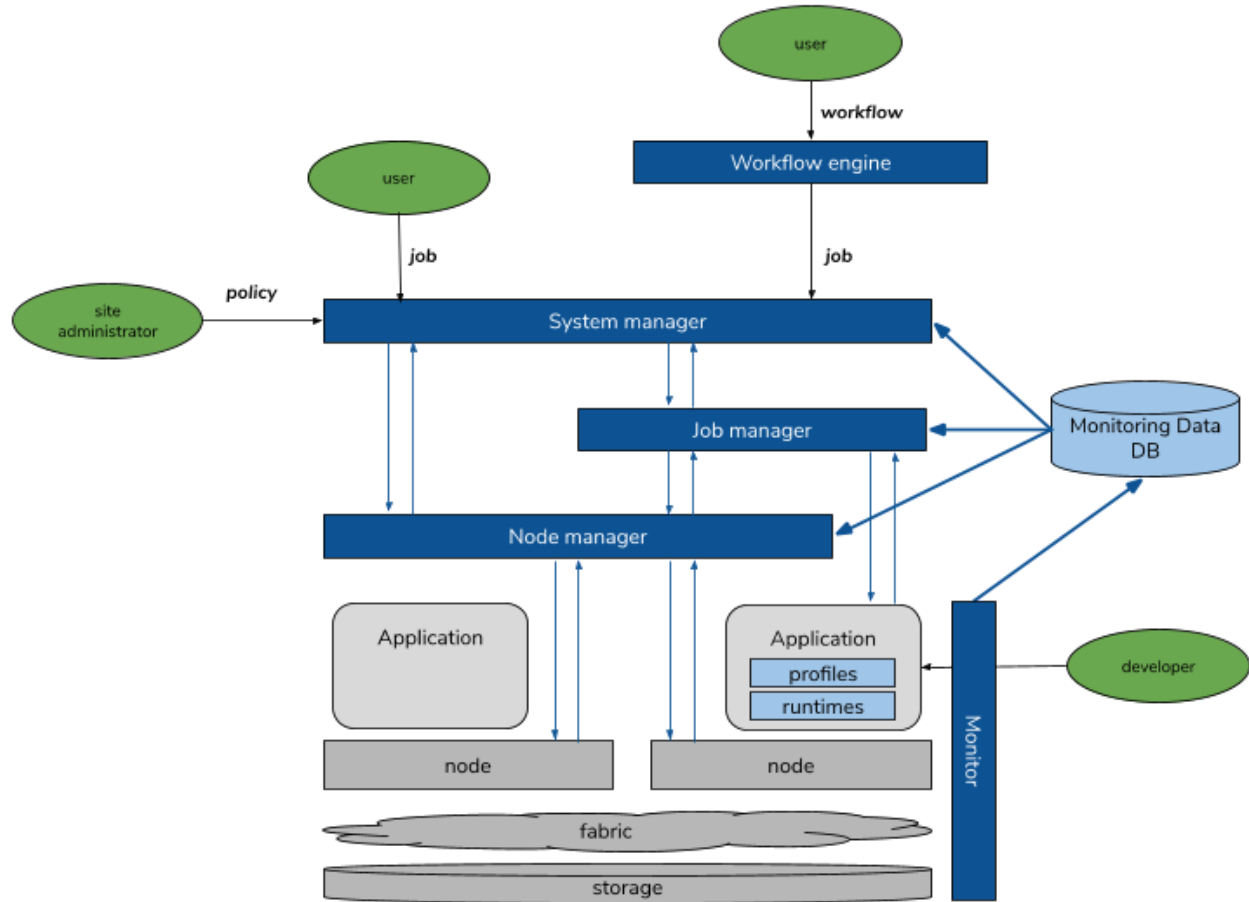 user
workflow
Workflow engine
user
job
job
policy
site
administrator
System manager
Job manager
Monitoring Data
DB
Node manager
Application
Application
profiles
runtimes
developer
Monitor
node
node
fabric
storage